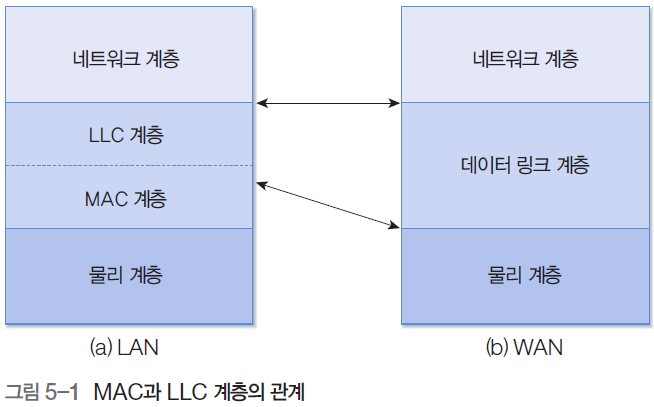 네트워크 계층
LLC 계층
MAC 계층
물리 계층
(a) LAN
네트워크 계층
데이터 링크 계층
물리 계층
(b) WAN
그림 5-1 MAC과 LLC 계층의 관계